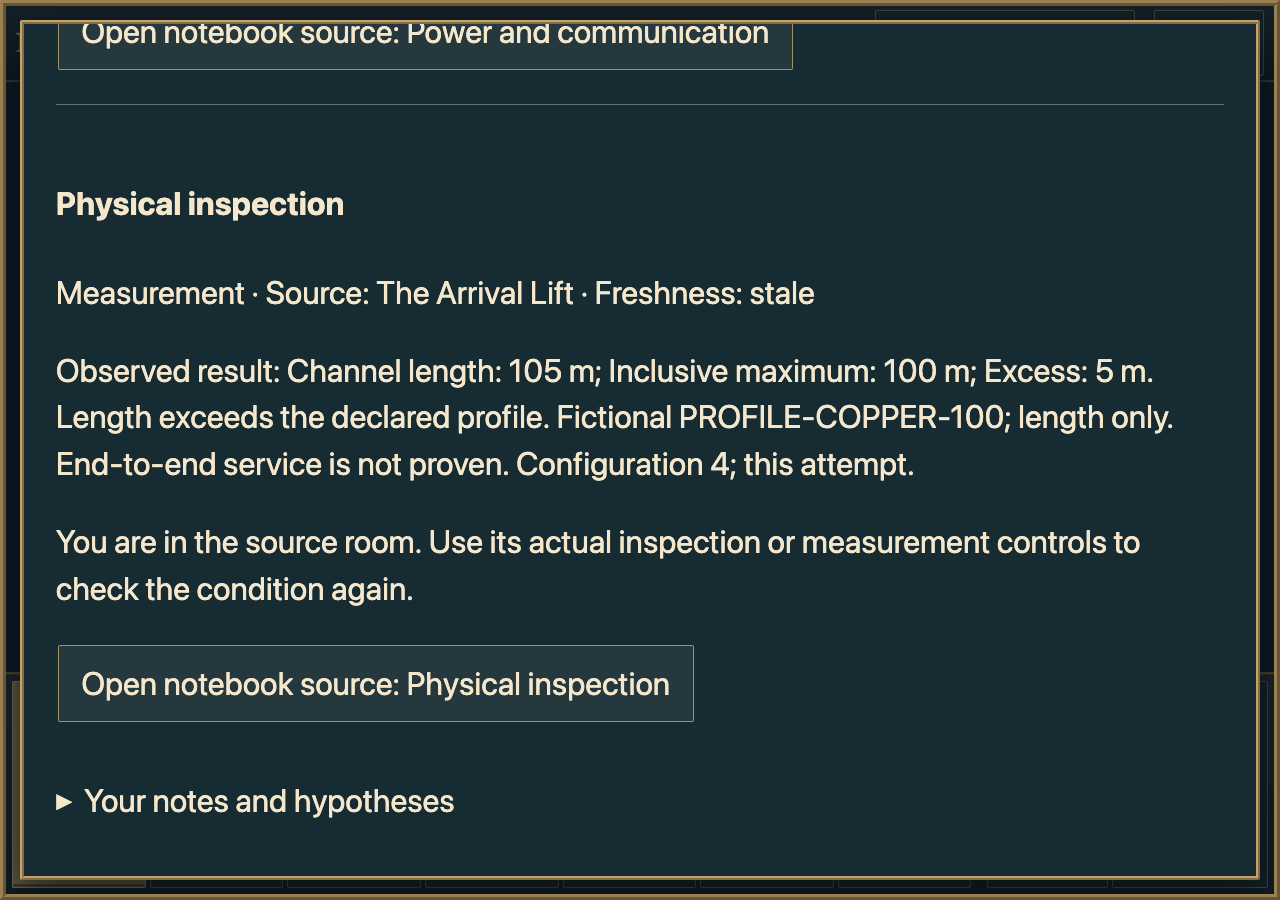 Open notebook source: Power and communication
Physical inspection
Measurement · Source: The Arrival Lift · Freshness: stale
Observed result: Channel length: 105 m; Inclusive maximum: 100 m; Excess: 5 m.
Length exceeds the declared profile. Fictional PROFILE-COPPER-100; length only.
End-to-end service is not proven. Configuration 4; this attempt.
You are in the source room. Use its actual inspection or measurement controls to
check the condition again.
Open notebook source: Physical inspection
▶ Your notes and hypotheses